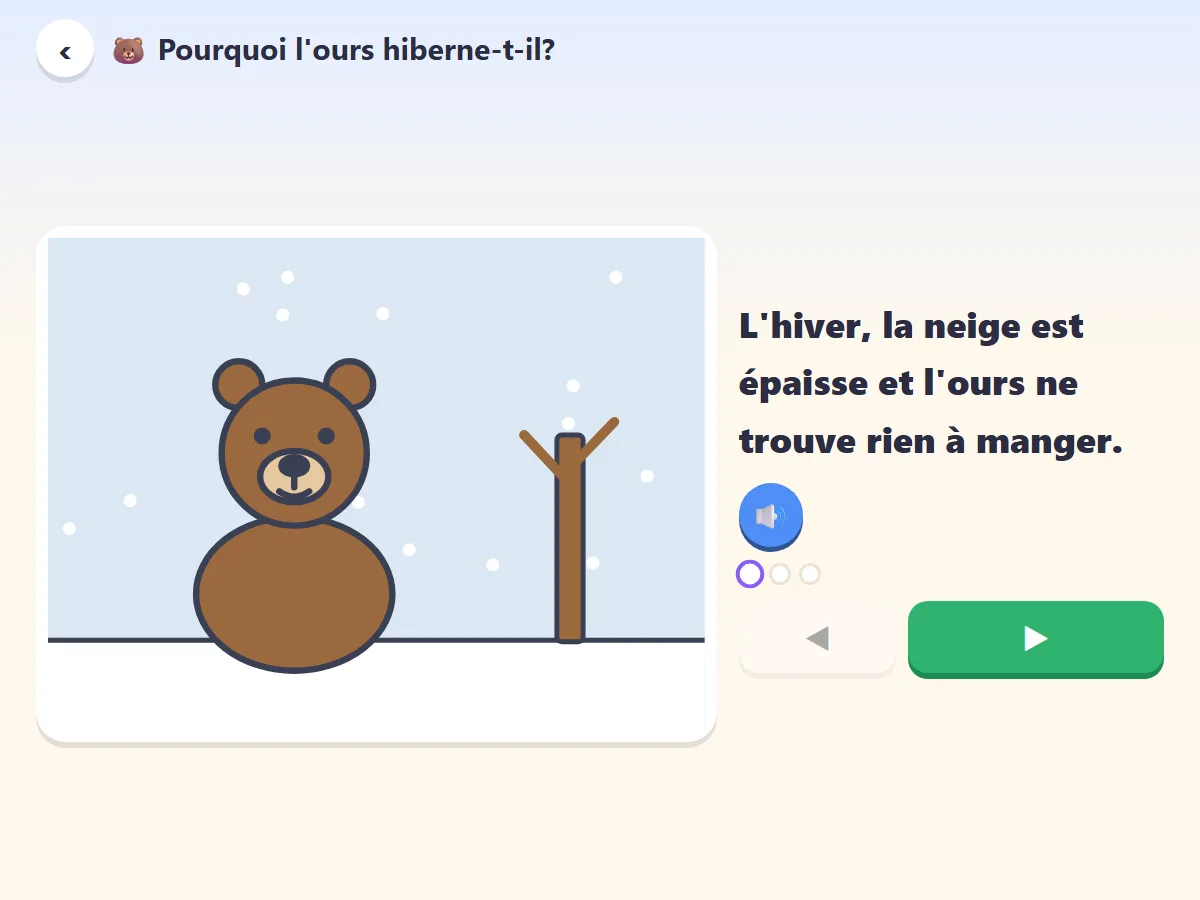 Pourquoi l'ours hiberne-t-il?
L'hiver, la neige est
épaisse et l'ours ne
trouve rien à manger.